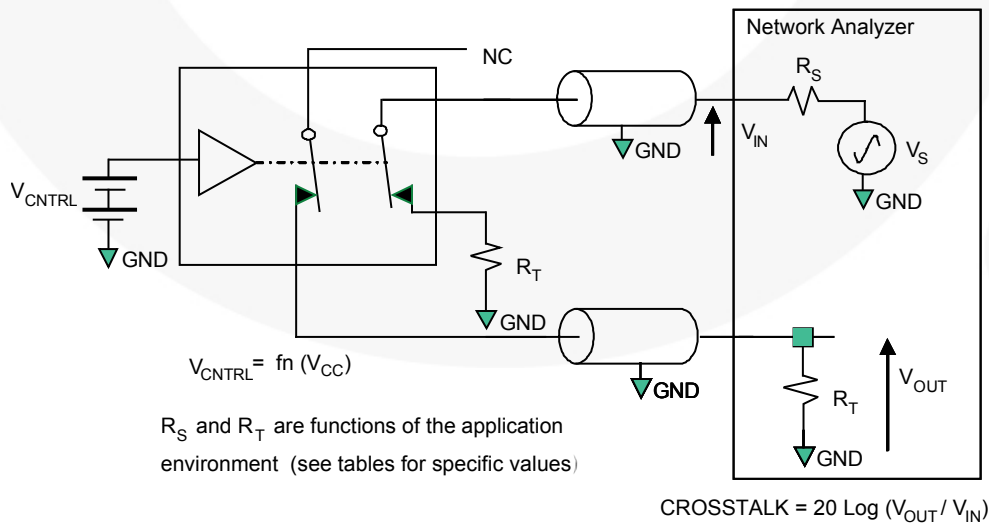 Network Analyzer
NC
R_S
V_IN
V_S
GND
GND
V_CNTRL
GND
R_T
GND
V_CNTRL = fn (V_CC)
GND
R_T
V_OUT
GND
R_S and R_T are functions of the application
environment (see tables for specific values)
CROSSTALK = 20 Log (V_OUT / V_IN)